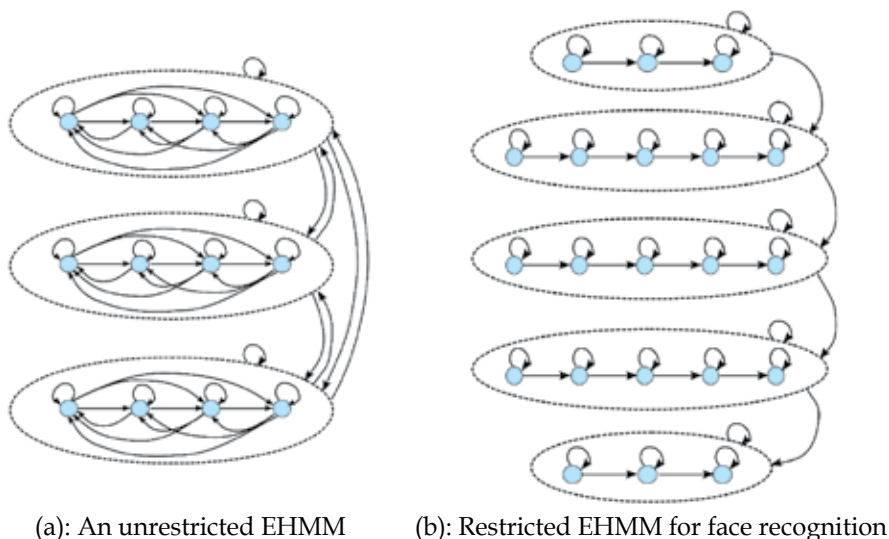 (a): An unrestricted EHMM
(b): Restricted EHMM for face recognition